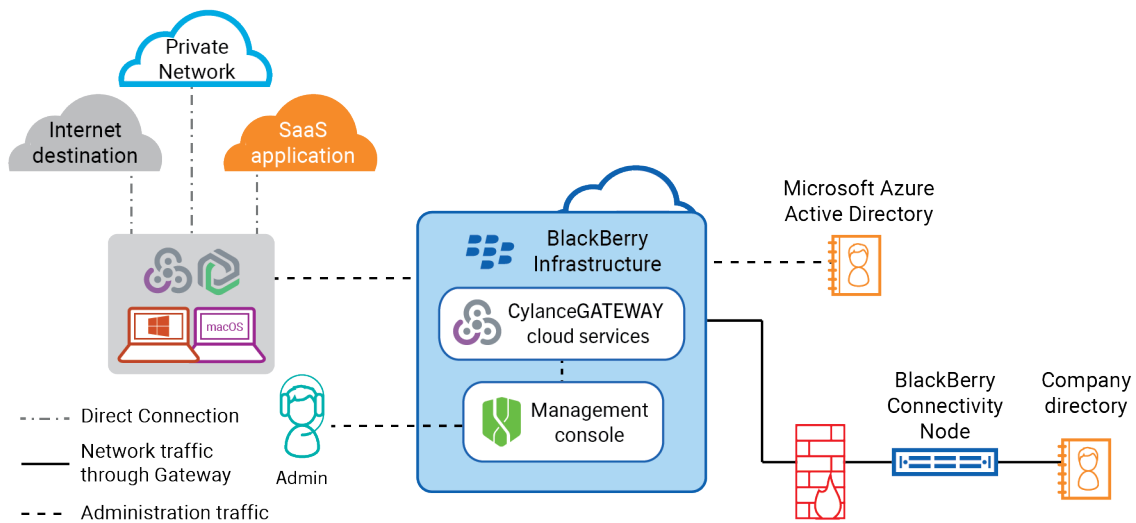 Private
Network
Internet
destination
SaaS
application
Microsoft Azure
Active Directory
BlackBerry
Infrastructure
CylanceGATEWAY
cloud services
macOS
Management
console
BlackBerry
Connectivity
Node
Company
directory
Admin
Direct Connection
Network traffic
through Gateway
Administration traffic